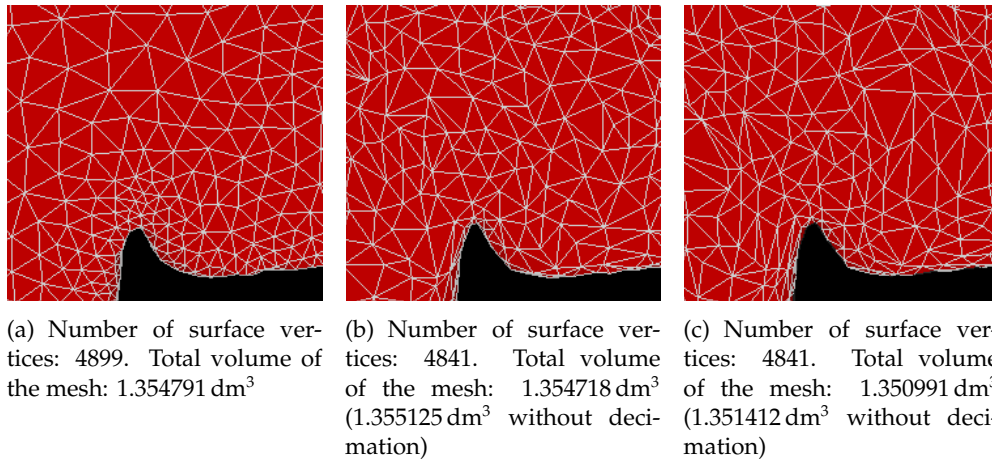 (a) Number of surface ver-
tices: 4899. Total volume of
the mesh: 1.354791 dm³
(b) Number of surface ver-
tices: 4841. Total volume
of the mesh: 1.354718 dm³
(1.355125 dm³ without deci-
mation)
(c) Number of surface ver-
tices: 4841. Total volume
of the mesh: 1.350991 dm³
(1.351412 dm³ without deci-
mation)